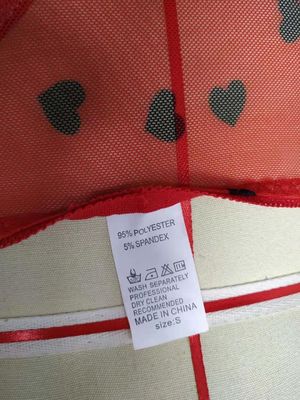 95% POLYESTER
5% SPANDEX
WASH SEPARATELY
PROFESSIONAL
DRY CLEAN
RECOMMENDED
MADE IN CHINA
size:S